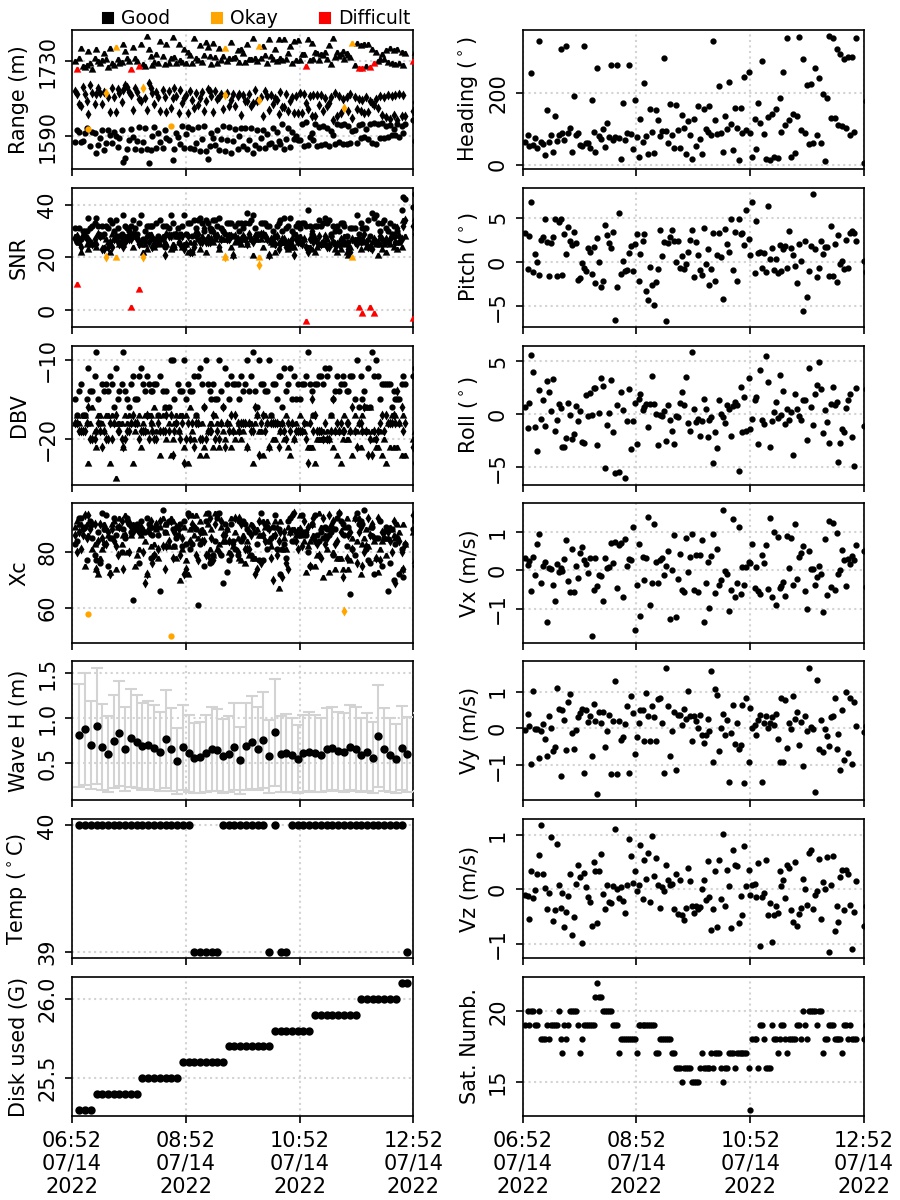 Good Okay Difficult
Range (m)
1730
1590
Heading (°)
200
0
SNR
40
20
0
Pitch (°)
5
0
−5
DBV
−10
−20
Roll (°)
5
0
−5
Xc
80
60
Vx (m/s)
1
0
−1
Wave H (m)
1.5
1.0
0.5
Vy (m/s)
1
0
−1
Temp (°C)
40
39
Vz (m/s)
1
0
−1
Disk used (G)
26.0
25.5
Sat. Numb.
20
15
06:52 08:52 10:52 12:52 06:52 08:52 10:52 12:52
07/14 07/14 07/14 07/14 07/14 07/14 07/14 07/14
2022 2022 2022 2022 2022 2022 2022 2022